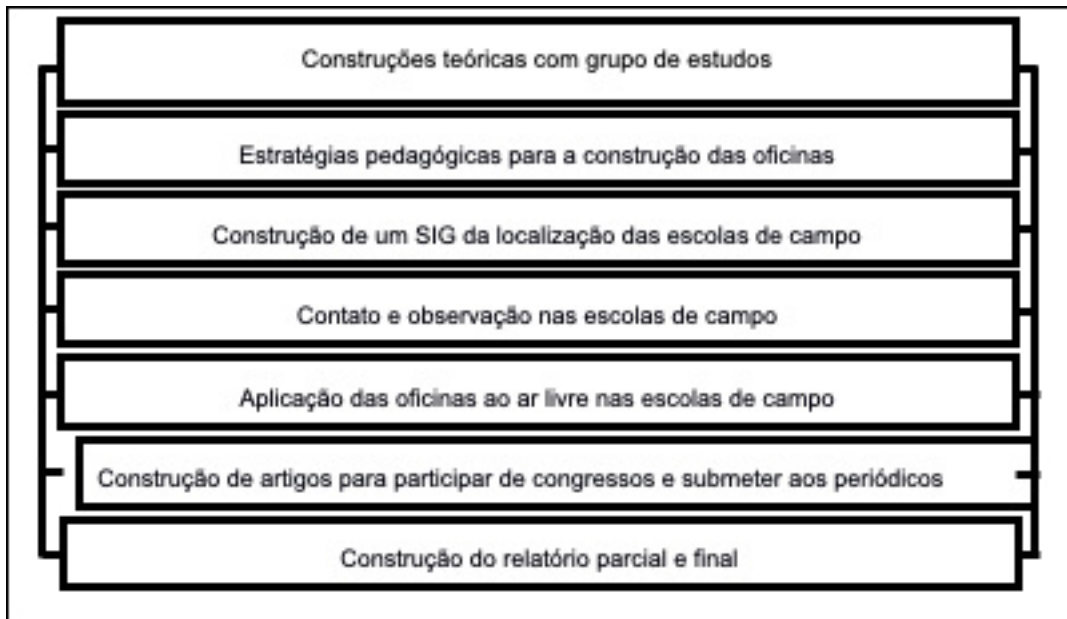 Construções teóricas com grupo de estudos
Estratégias pedagógicas para a construção das oficinas
Construção de um SIG da localização das escolas de campo
Contato e observação nas escolas de campo
Aplicação das oficinas ao ar livre nas escolas de campo
Construção de artigos para participar de congressos e submeter aos periódicos
Construção do relatório parcial e final